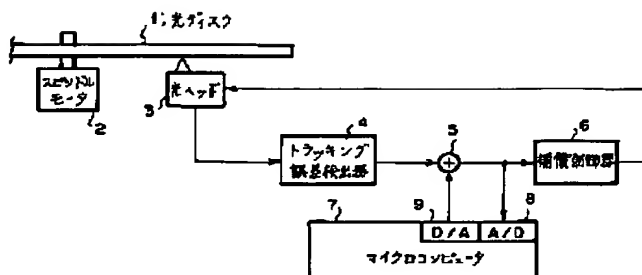 1:光ディスク
スピンドル
モータ
2
3
光ヘッド
4
トラッキング
誤差検出器
5
+
6
補償制御器
7
9
D/A
A/D
8
マイクロコンピュータ